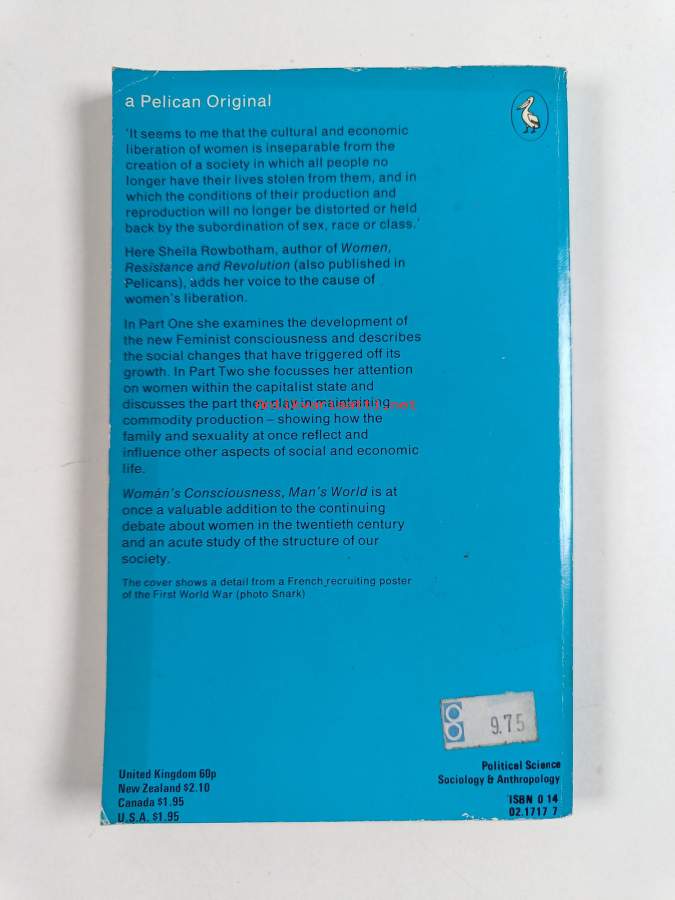 a Pelican Original
'It seems to me that the cultural and economic
liberation of women is inseparable from the
creation of a society in which all people no
longer have their lives stolen from them, and in
which the conditions of their production and
reproduction will no longer be distorted or held
back by the subordination of sex, race or class.'
Here Sheila Rowbotham, author of Women,
Resistance and Revolution (also published in
Pelicans), adds her voice to the cause of
women's liberation.
In Part One she examines the development of
the new Feminist consciousness and describes
the social changes that have triggered off its
growth. In Part Two she focusses her attention
on women within the capitalist state and
discusses the part they play in maintaining
commodity production – showing how the
family and sexuality at once reflect and
influence other aspects of social and economic
life.
Woman's Consciousness, Man's World is at
once a valuable addition to the continuing
debate about women in the twentieth century
and an acute study of the structure of our
society.
The cover shows a detail from a French recruiting poster
of the First World War (photo Snark)
9.75
United Kingdom 60p
New Zealand $2.10
Canada $1.95
U.S.A. $1.95
Political Science
Sociology & Anthropology
ISBN 0 14
02.1717 7